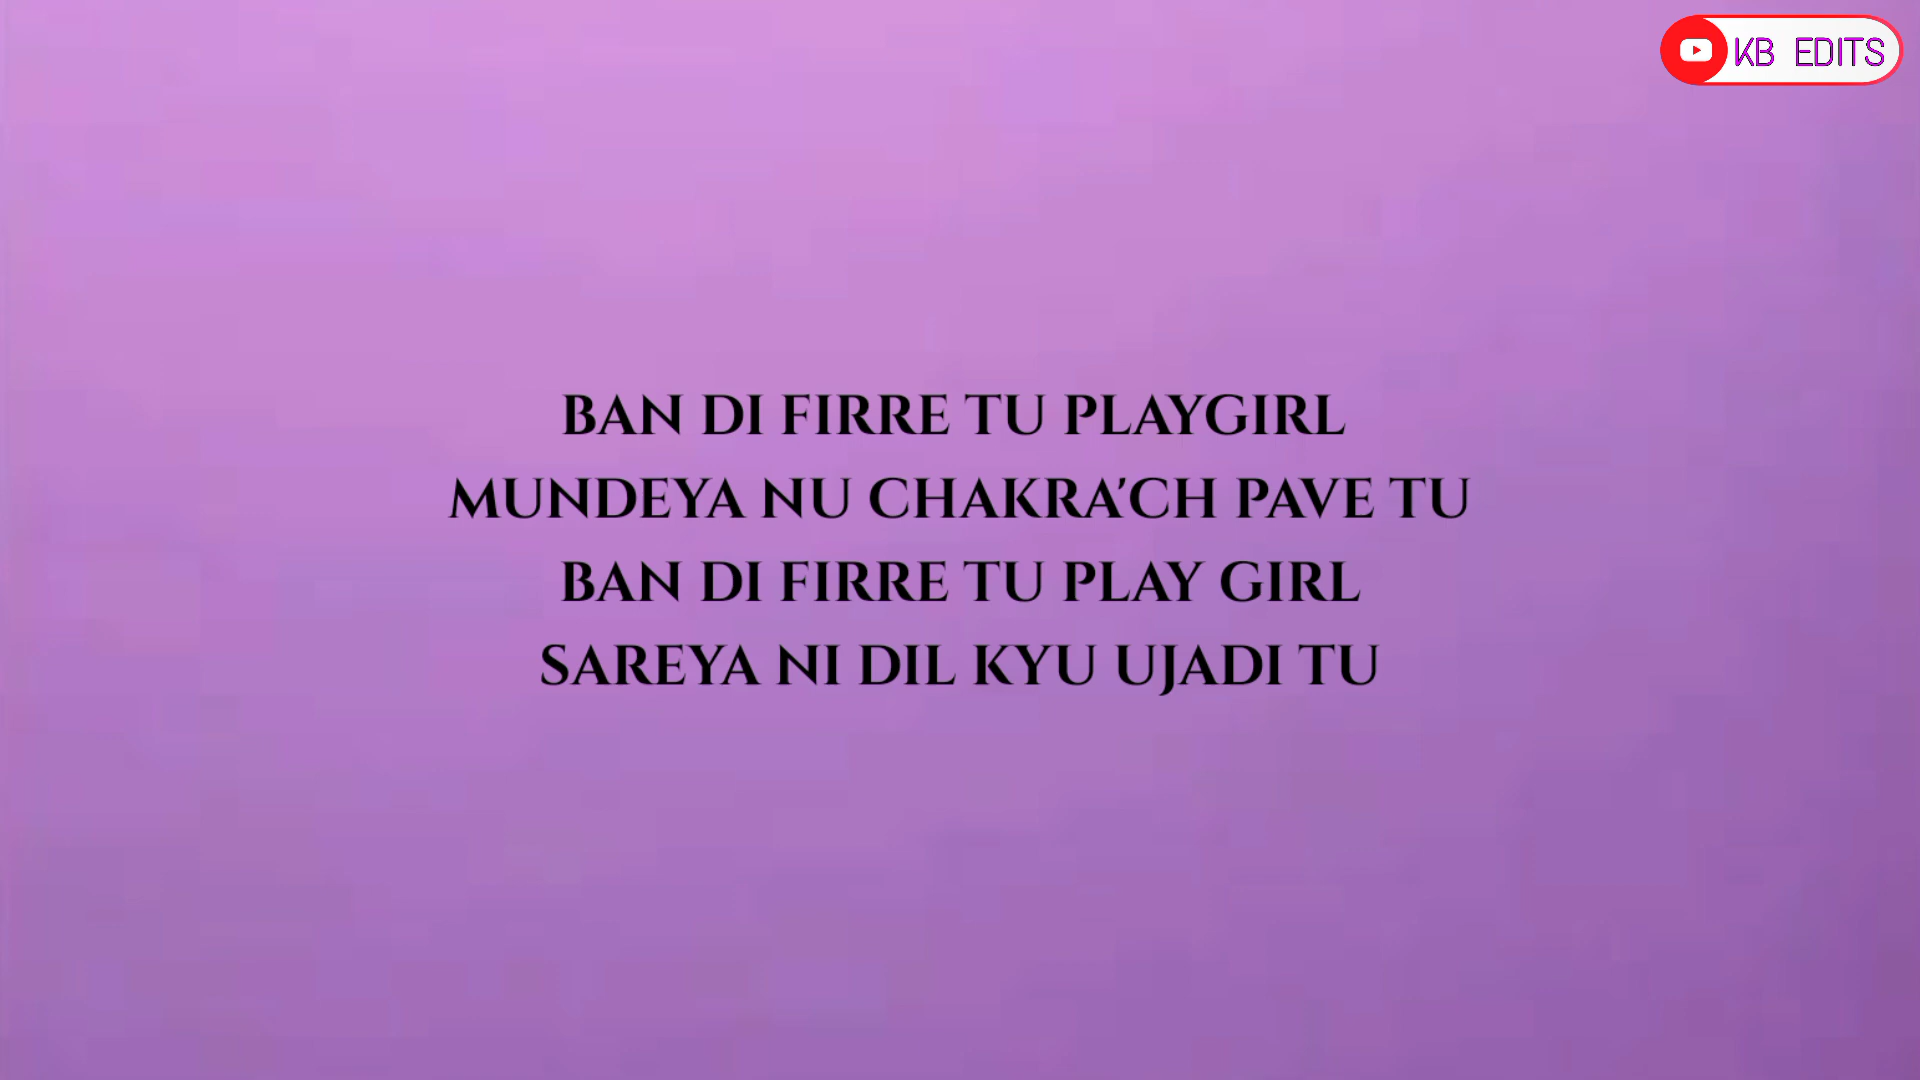 KB EDITS
BAN DI FIRRE TU PLAYGIRL
MUNDEYA NU CHAKRA'CH PAVE TU
BAN DI FIRRE TU PLAY GIRL
SAREYA NI DIL KYU UJADI TU